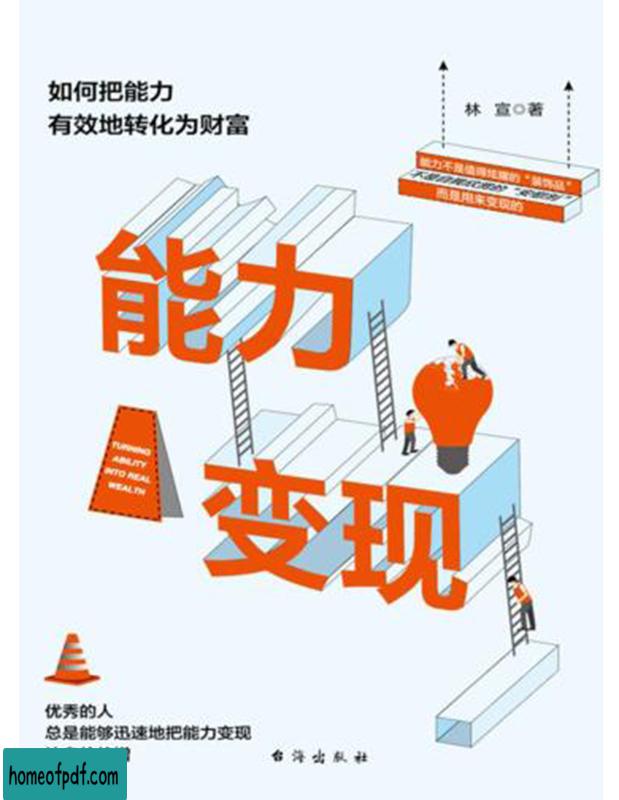 如何把能力
有效地转化为财富
林 宣◎著
能力不是值得炫耀的“装饰品”
而是用来变现的
能力
变现
TURNING
ABILITY
INTO REAL
WEALTH
优秀的人
总是能够迅速地把能力变现
台海出版社
homeofpdf.com